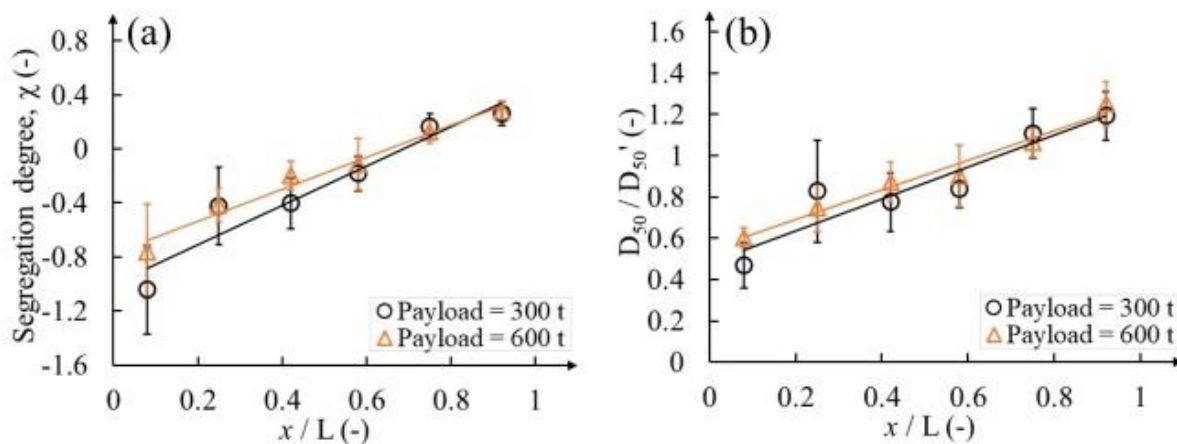 (a)
Segregation degree, χ (-)
0.8
0.4
0
-0.4
-0.8
-1.2
-1.6
Payload = 300 t
Payload = 600 t
0 0.2 0.4 0.6 0.8 1
x / L (-)
(b)
D50 / D50' (-)
1.6
1.4
1.2
1
0.8
0.6
0.4
0.2
0
Payload = 300 t
Payload = 600 t
0 0.2 0.4 0.6 0.8 1
x / L (-)